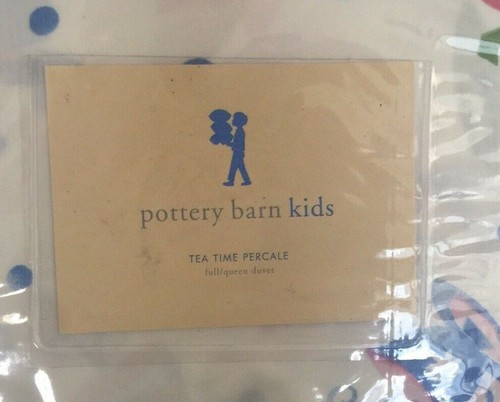 pottery barn kids
TEA TIME PERCALE
full/queen duvet